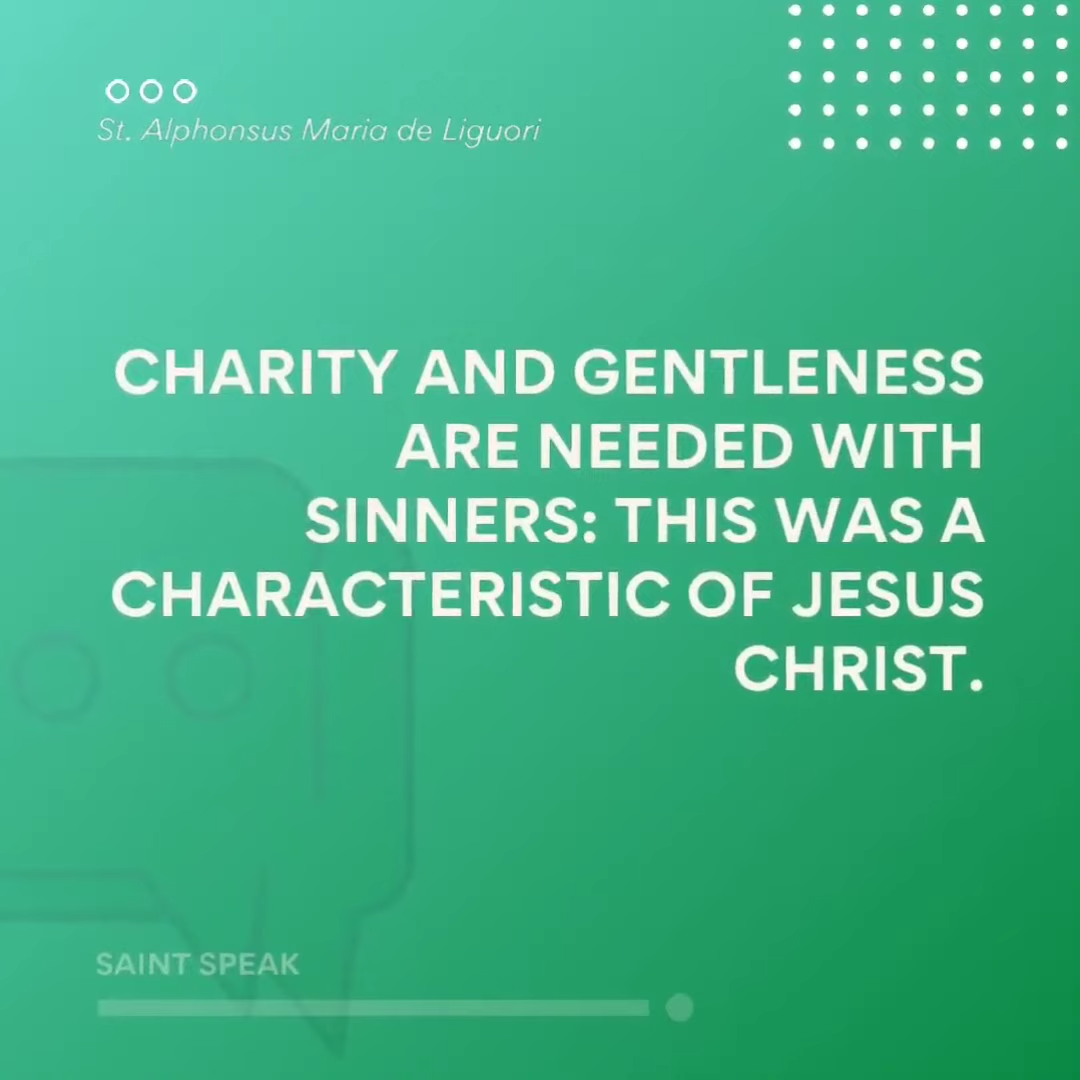 St. Alphonsus Maria de Liguori
CHARITY AND GENTLENESS
ARE NEEDED WITH
SINNERS: THIS WAS A
CHARACTERISTIC OF JESUS
CHRIST.
SAINT SPEAK